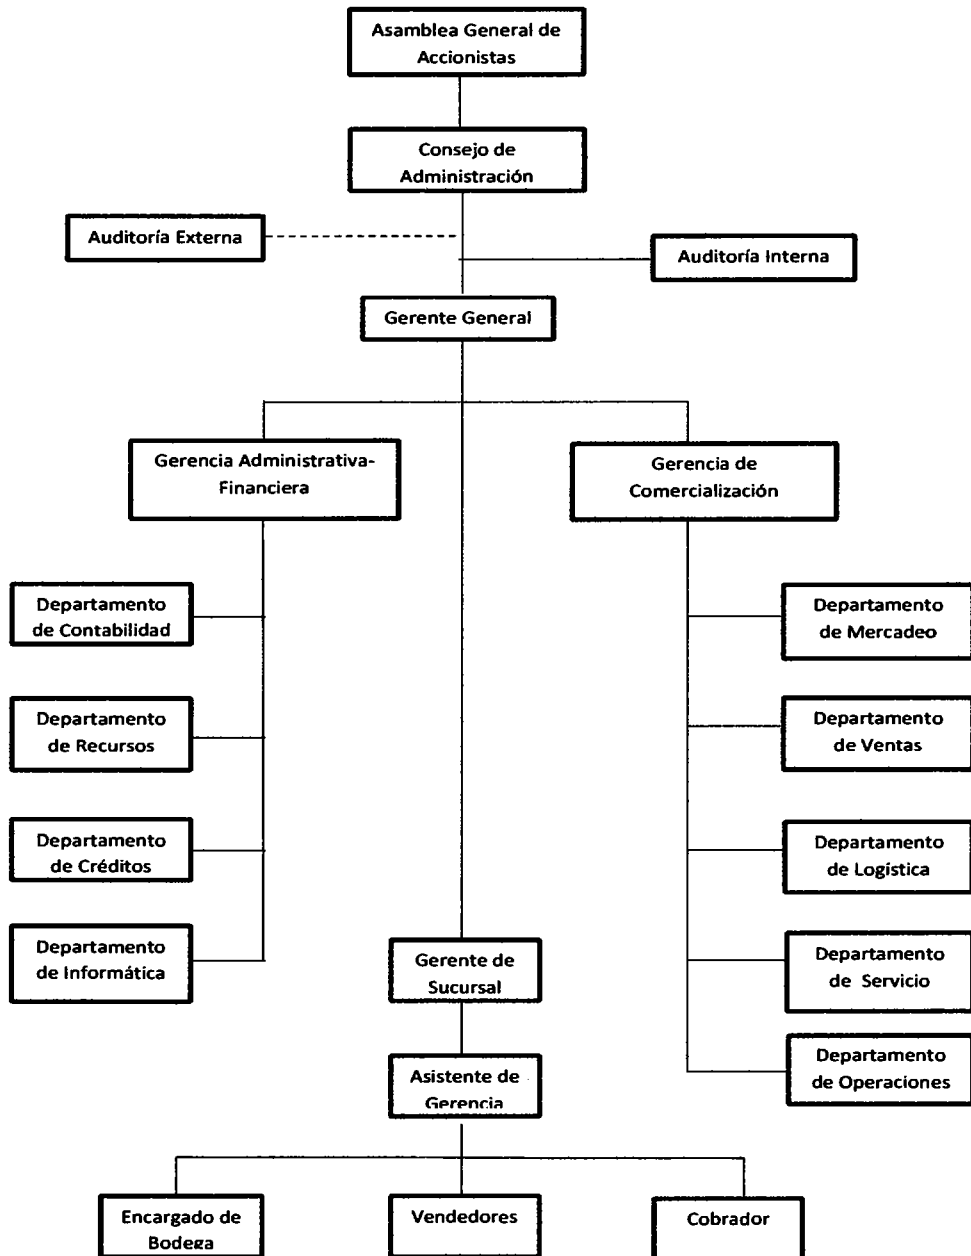 Asamblea General de
Accionistas
Consejo de
Administración
Auditoría Externa
Auditoría Interna
Gerente General
Gerencia Administrativa-
Financiera
Gerencia de
Comercialización
Departamento
de Contabilidad
Departamento
de Mercadeo
Departamento
de Recursos
Departamento
de Ventas
Departamento
de Créditos
Departamento
de Logística
Departamento
de Informática
Gerente de
Sucursal
Departamento
de Servicio
Asistente de
Gerencia
Departamento
de Operaciones
Encargado de
Bodega
Vendedores
Cobrador